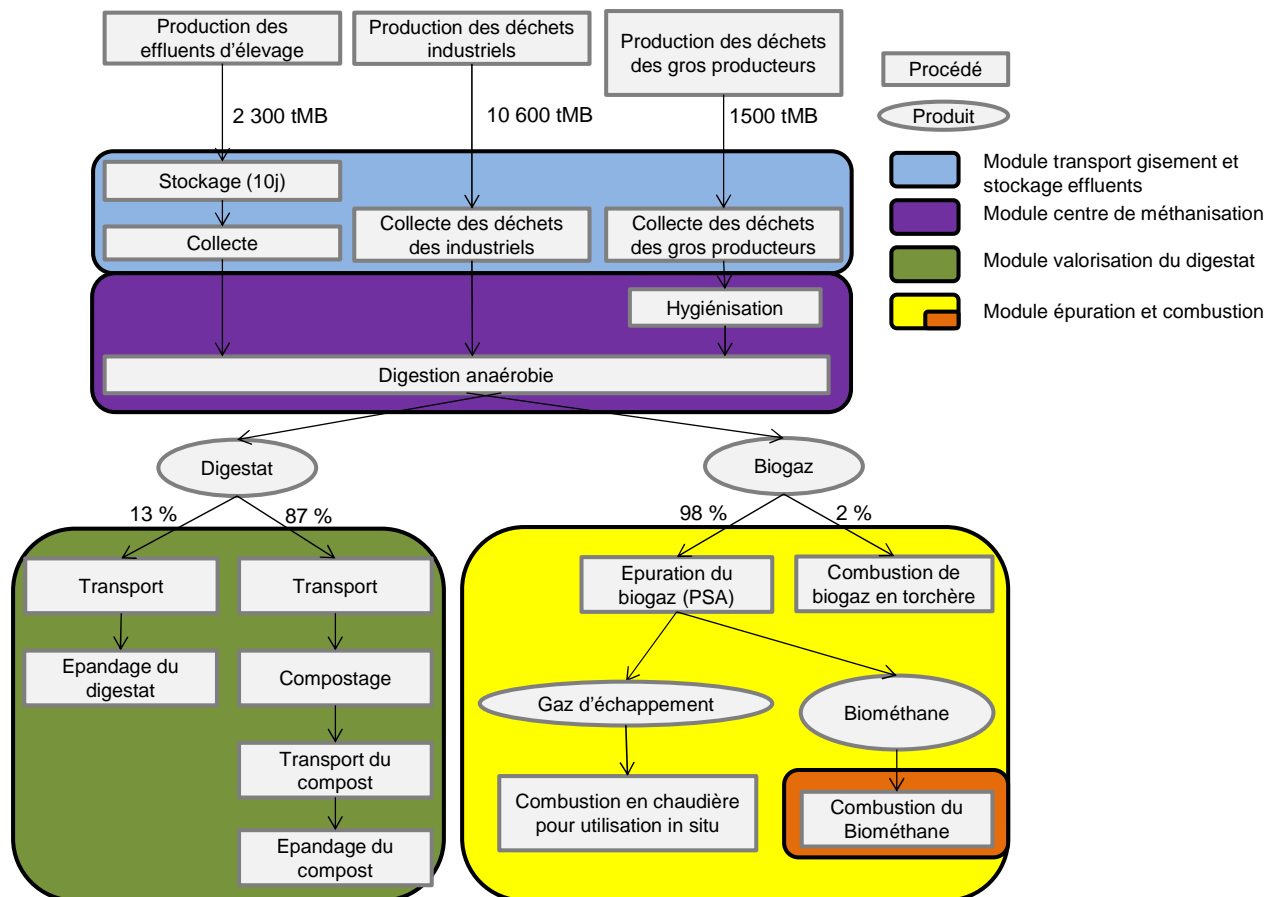 Production des
effluents d'élevage
Production des déchets
industriels
Production des déchets
des gros producteurs
Procédé
Produit
2 300 tMB
10 600 tMB
1500 tMB
Module transport gisement et
stockage effluents
Module centre de méthanisation
Module valorisation du digestat
Module épuration et combustion
Stockage (10j)
Collecte
Collecte des déchets
des industriels
Collecte des déchets
des gros producteurs
Hygiénisation
Digestion anaérobie
Digestat
Biogaz
13 %
87 %
98 %
2 %
Transport
Transport
Epuration du
biogaz (PSA)
Combustion de
biogaz en torchère
Epandage du
digestat
Compostage
Gaz d'échappement
Biométhane
Transport du
compost
Combustion en chaudière
pour utilisation in situ
Combustion du
Biométhane
Epandage du
compost